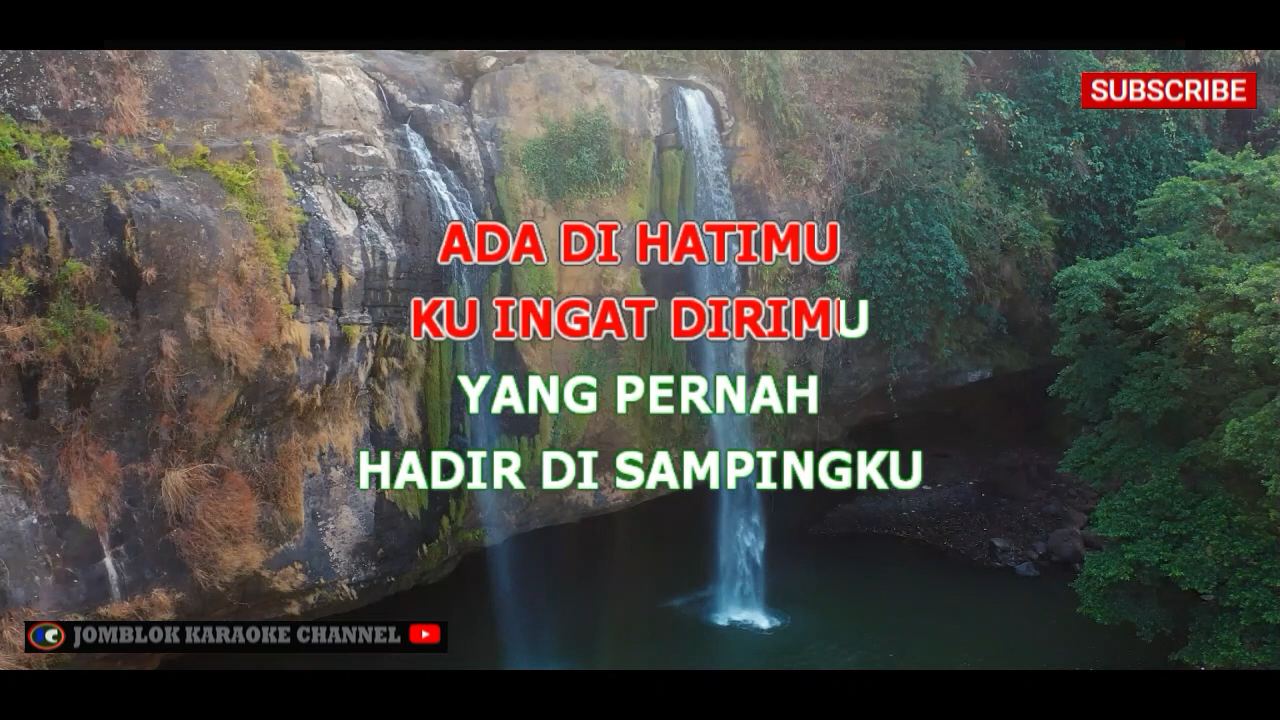 SUBSCRIBE
ADA DI HATIMU
KU INGAT DIRIMU
YANG PERNAH
HADIR DI SAMPINGKU
JOMBLOK KARAOKE CHANNEL